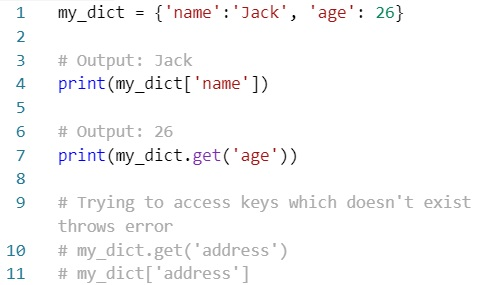 1 my_dict = {'name':'Jack', 'age': 26}
2
3 # Output: Jack
4 print(my_dict['name'])
5
6 # Output: 26
7 print(my_dict.get('age'))
8
9 # Trying to access keys which doesn't exist
throws error
10 # my_dict.get('address')
11 # my_dict['address']